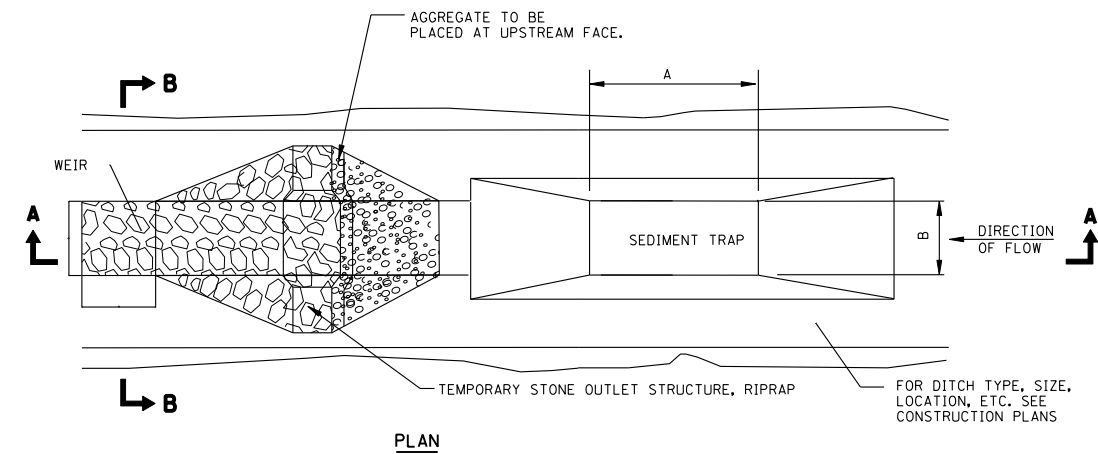 AGGREGATE TO BE
PLACED AT UPSTREAM FACE.
B
A
WEIR
A
SEDIMENT TRAP
B
DIRECTION
OF FLOW
A
TEMPORARY STONE OUTLET STRUCTURE, RIPRAP
FOR DITCH TYPE, SIZE,
LOCATION, ETC. SEE
CONSTRUCTION PLANS
B
PLAN